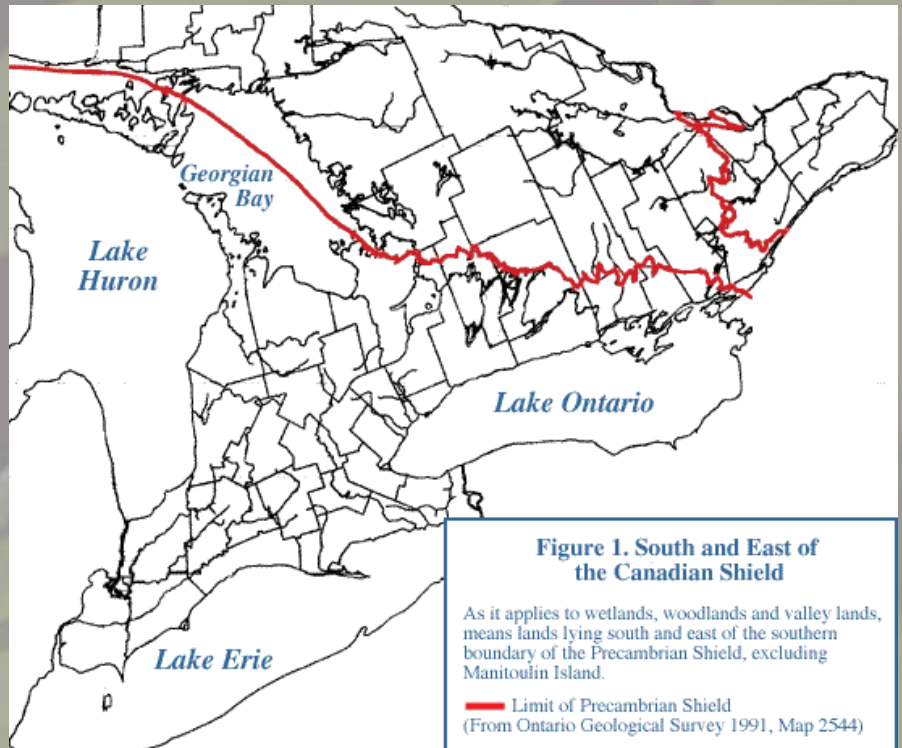 Georgian
Bay
Lake
Huron
Lake Ontario
Lake Erie
Figure 1. South and East of
the Canadian Shield
As it applies to wetlands, woodlands and valley lands,
means lands lying south and east of the southern
boundary of the Precambrian Shield, excluding
Manitoulin Island.
Limit of Precambrian Shield
(From Ontario Geological Survey 1991, Map 2544)